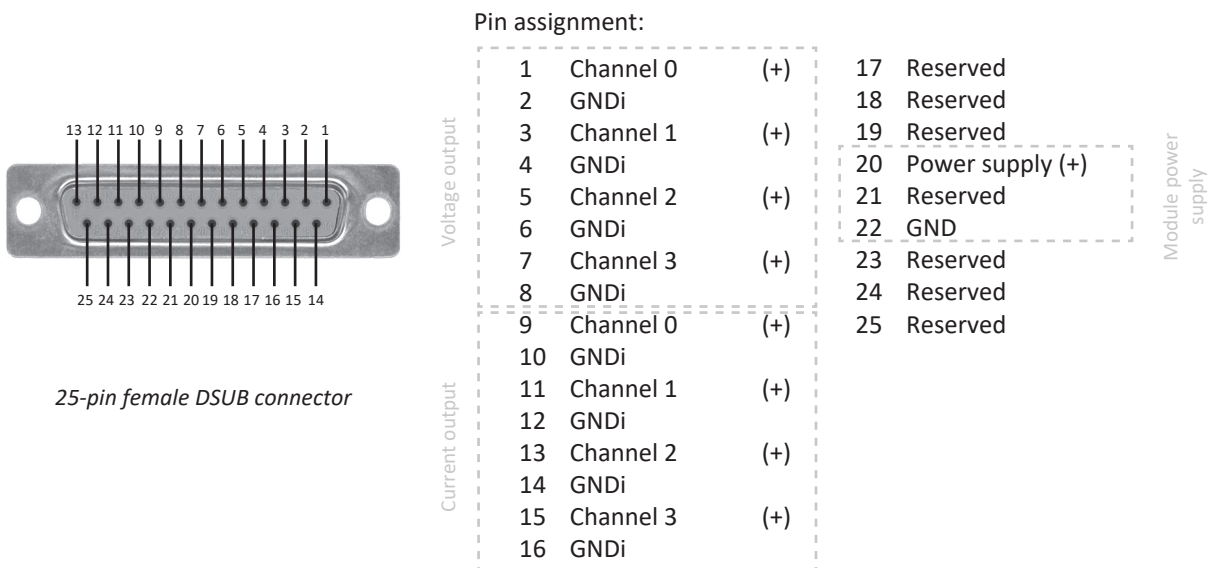 Pin assignment:
13 12 11 10 9 8 7 6 5 4 3 2 1
25 24 23 22 21 20 19 18 17 16 15 14
25-pin female DSUB connector
Voltage output
1 Channel 0 (+)
2 GNDi
3 Channel 1 (+)
4 GNDi
5 Channel 2 (+)
6 GNDi
7 Channel 3 (+)
8 GNDi
Current output
9 Channel 0 (+)
10 GNDi
11 Channel 1 (+)
12 GNDi
13 Channel 2 (+)
14 GNDi
15 Channel 3 (+)
16 GNDi
17 Reserved
18 Reserved
19 Reserved
20 Power supply (+)
21 Reserved
22 GND
23 Reserved
24 Reserved
25 Reserved
Module power
supply